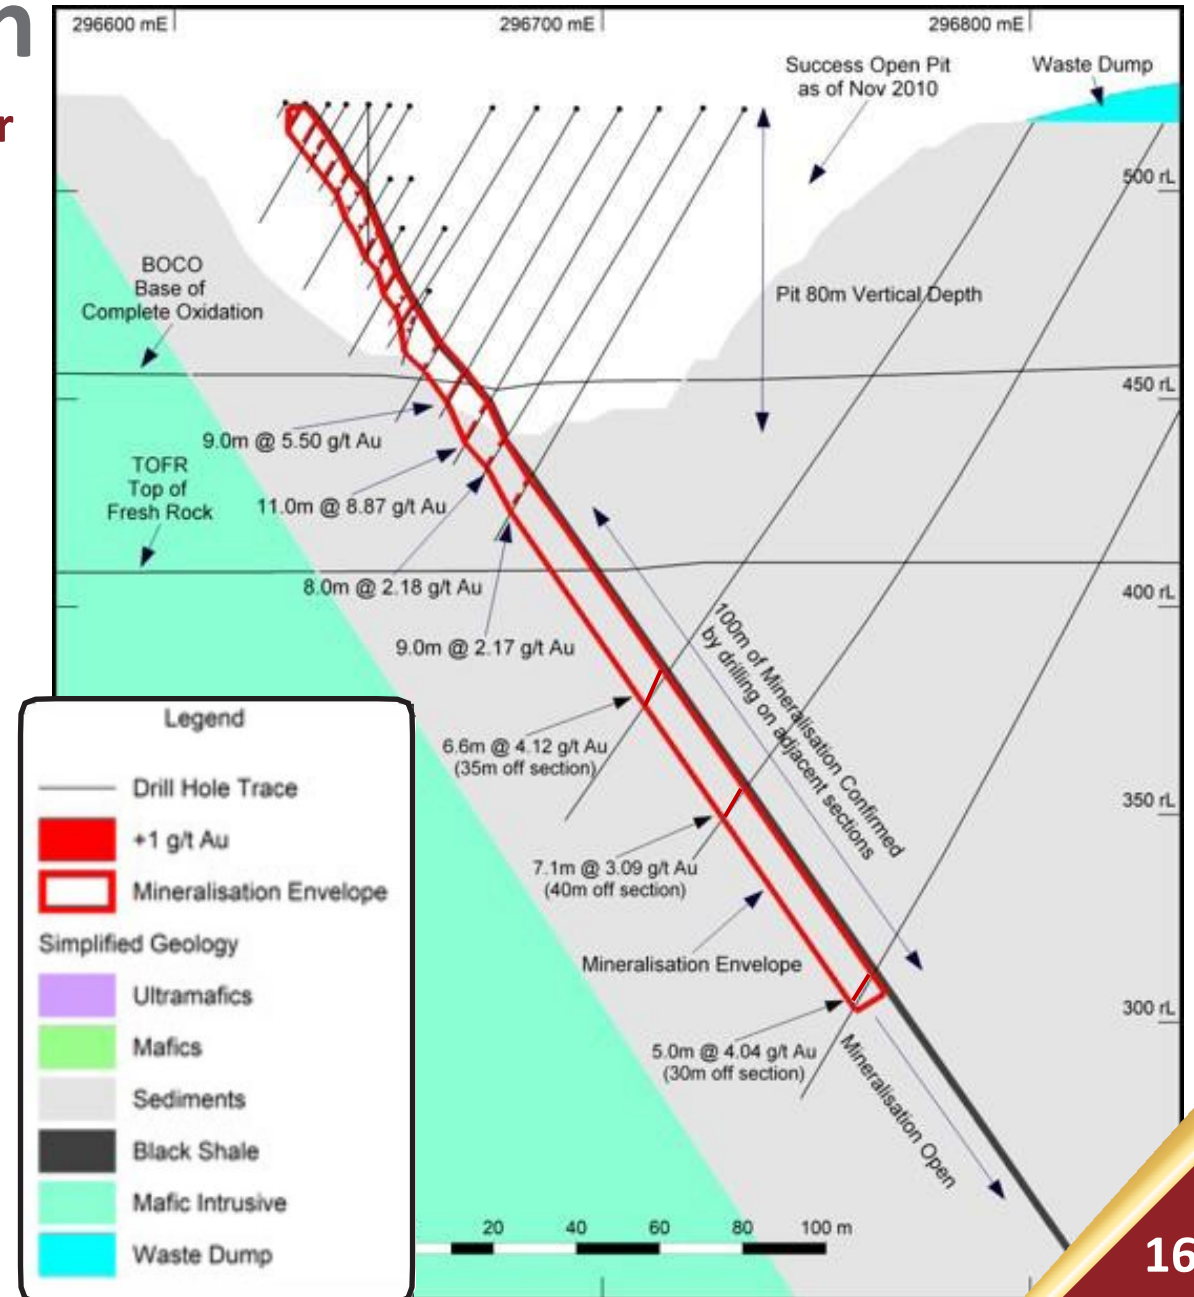 n
r
296600 mE
296700 mE
296800 mE
Success Open Pit
as of Nov 2010
Waste Dump
500 rL
BOCO
Base of
Complete Oxidation
Pit 80m Vertical Depth
450 rL
9.0m @ 5.50 g/t Au
TOFR
Top of
Fresh Rock
11.0m @ 8.87 g/t Au
8.0m @ 2.18 g/t Au
400 rL
9.0m @ 2.17 g/t Au
100m of Mineralisation Confirmed
by drilling on adjacent sections
6.6m @ 4.12 g/t Au
(35m off section)
350 rL
7.1m @ 3.09 g/t Au
(40m off section)
Mineralisation Envelope
300 rL
5.0m @ 4.04 g/t Au
(30m off section)
Mineralisation Open
Legend
Drill Hole Trace
+1 g/t Au
Mineralisation Envelope
Simplified Geology
Ultramafics
Mafics
Sediments
Black Shale
Mafic Intrusive
Waste Dump
20 40 60 80 100 m
16